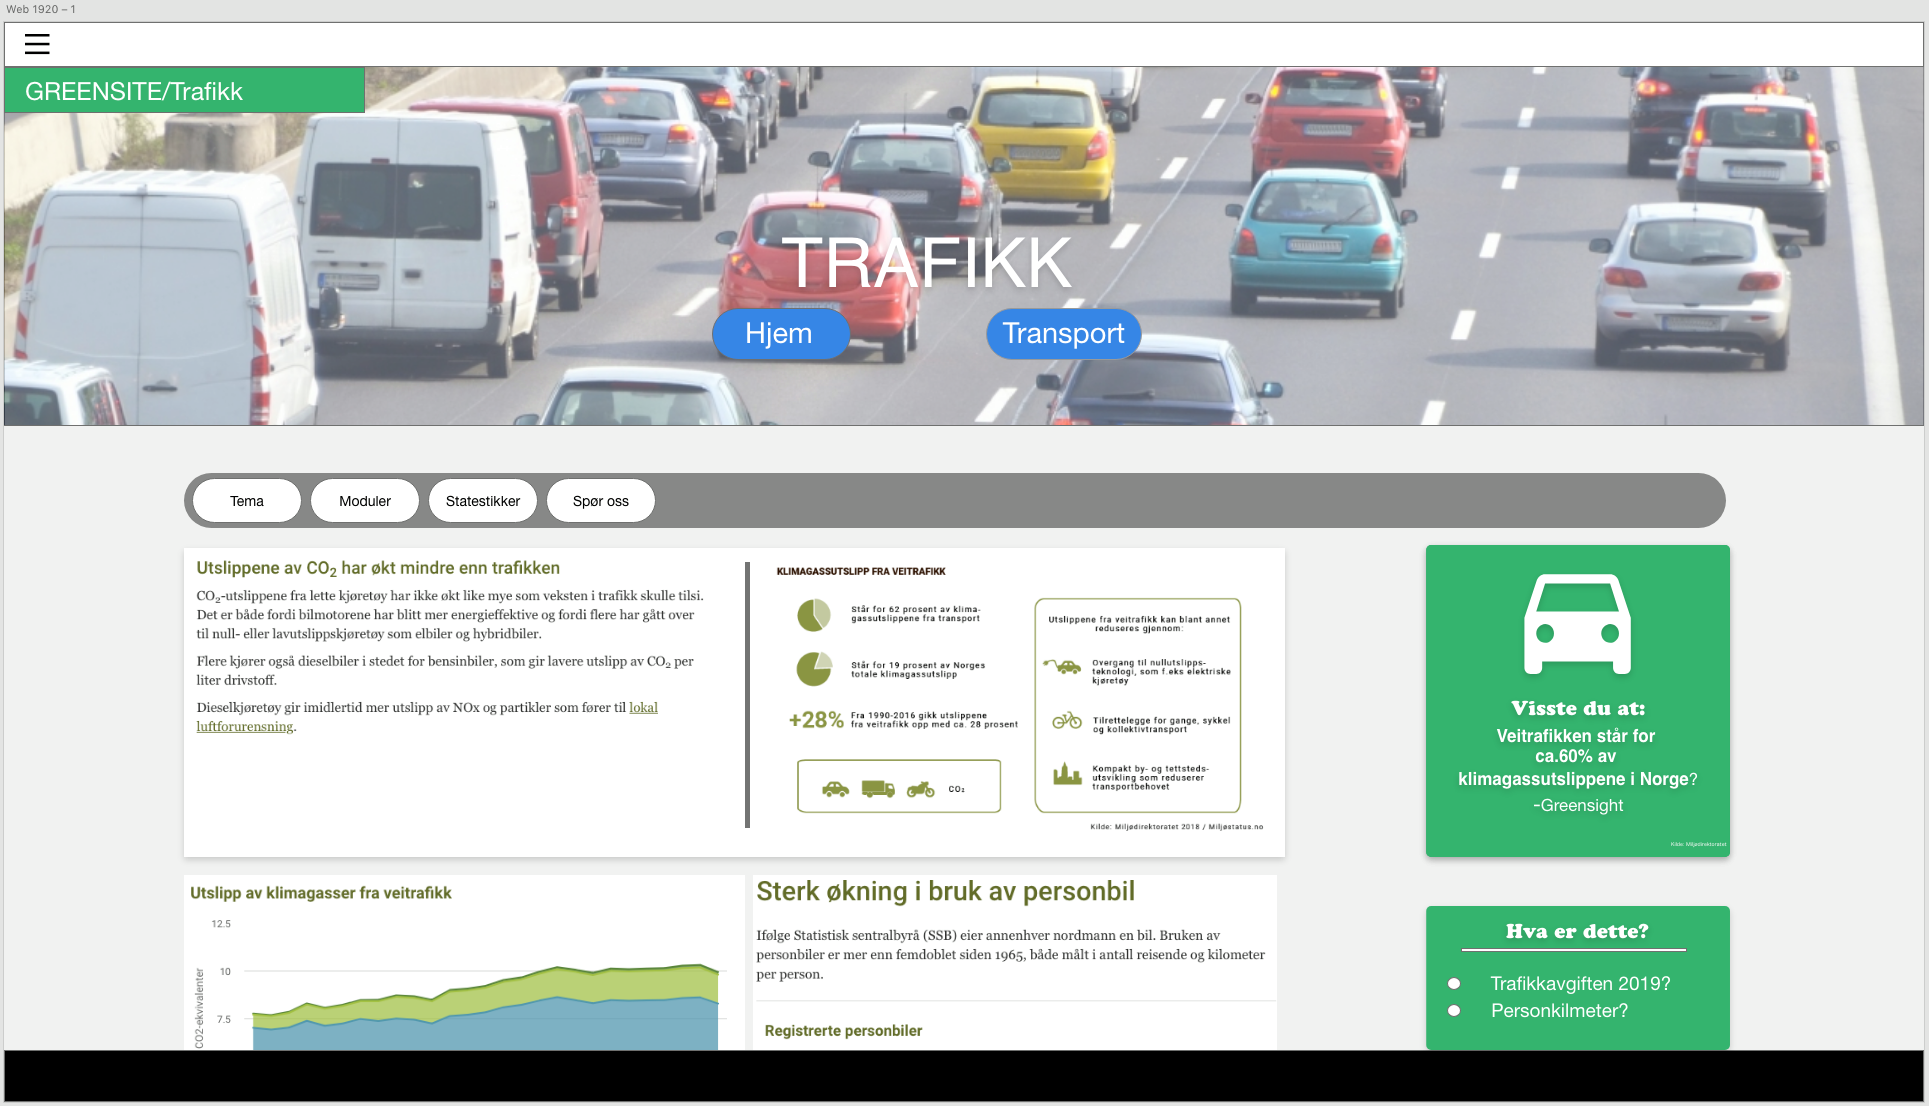 Web 1920 – 1
GREENSITE/Trafikk
TRAFIKK
Hjem
Transport
Tema
Moduler
Statestikker
Spør oss
Utslippene av CO₂ har økt mindre enn trafikken
CO₂-utslippene fra lette kjøretøy har ikke økt like mye som veksten i trafikk skulle tilsi.
Det er både fordi bilmotorene har blitt mer energieffektive og fordi flere har gått over
til null- eller lavutslippskjøretøy som elbiler og hybridbiler.
Flere kjører også dieselbiler i stedet for bensinbiler, som gir lavere utslipp av CO₂ per
liter drivstoff.
Dieselkjøretøy gir imidlertid mer utslipp av NOx og partikler som fører til lokal
luftforurensning.
KLIMAGASSUTSLIPP FRA VEITRAFIKK
Står for 62 prosent av klima-
gassutslippene fra transport
Står for 19 prosent av Norges
totale klimagassutslipp
+28%
Fra 1990-2016 gikk utslippene
fra veitrafikk opp med ca. 28 prosent
CO₂
Utslippene fra veitrafikk kan blant annet
reduseres gjennom:
Overgang til nullutslipps-
teknologi, som f.eks elektriske
kjøretøy
Tilrettelegge for gange, sykkel
og kollektivtransport
Kompakt by- og tettsteds-
utsvikling som reduserer
transportbehovet
Kilde: Miljødirektoratet 2018 / Miljøstatus.no
Visste du at:
Veitrafikken står for
ca.60% av
klimagassutslippene i Norge?
-Greensight
Kilde: Miljødirektoratet
Utslipp av klimagasser fra veitrafikk
12.5
10
7.5
CO2-ekvivalenter
Sterk økning i bruk av personbil
Ifølge Statistisk sentralbyrå (SSB) eier annenhver nordmann en bil. Bruken av
personbiler er mer enn femdoblet siden 1965, både målt i antall reisende og kilometer
per person.
Registrerte personbiler
Hva er dette?
Trafikkavgiften 2019?
Personkilmeter?